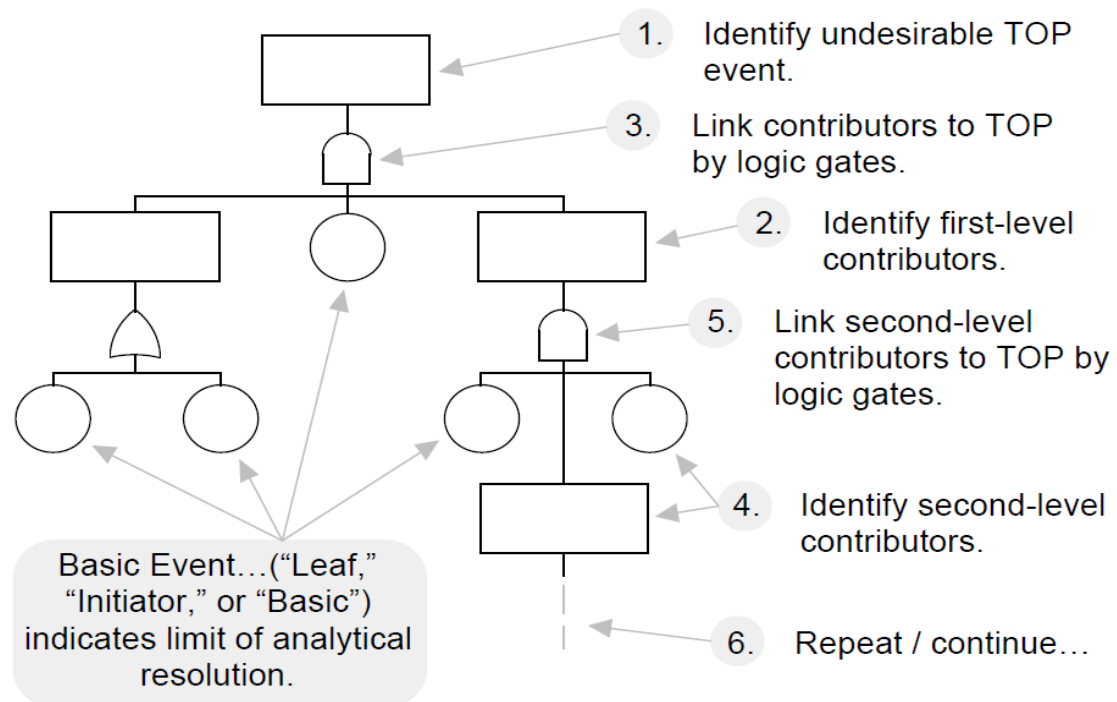 1. Identify undesirable TOP
event.
3. Link contributors to TOP
by logic gates.
2. Identify first-level
contributors.
5. Link second-level
contributors to TOP by
logic gates.
4. Identify second-level
contributors.
Basic Event…(“Leaf,”
“Initiator,” or “Basic”)
indicates limit of analytical
resolution.
6. Repeat / continue…